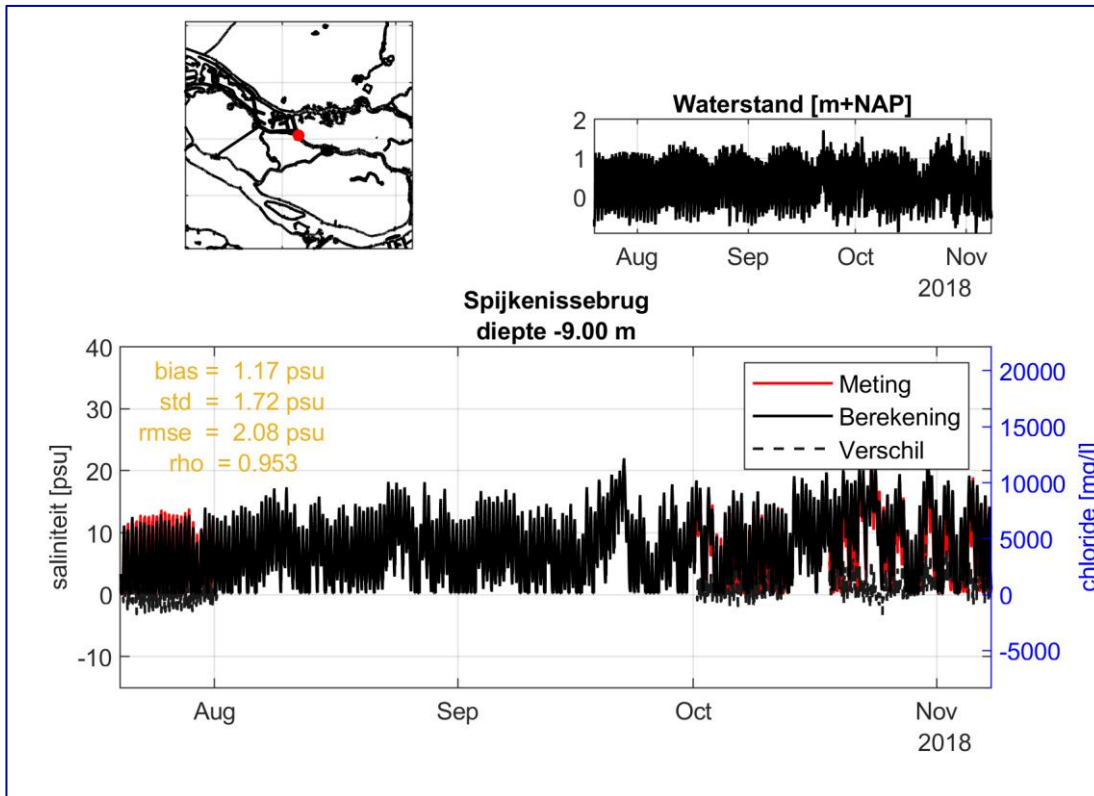 Waterstand [m+NAP]
2
1
0
Aug Sep Oct Nov
2018
Spijkenissebrug
diepte -9.00 m
40
30
20
10
0
-10
saliniteit [psu]
bias = 1.17 psu
std = 1.72 psu
rmse = 2.08 psu
rho = 0.953
Meting
Berekening
Verschil
20000
15000
10000
5000
0
-5000
chloride [mg/l]
Aug Sep Oct Nov
2018